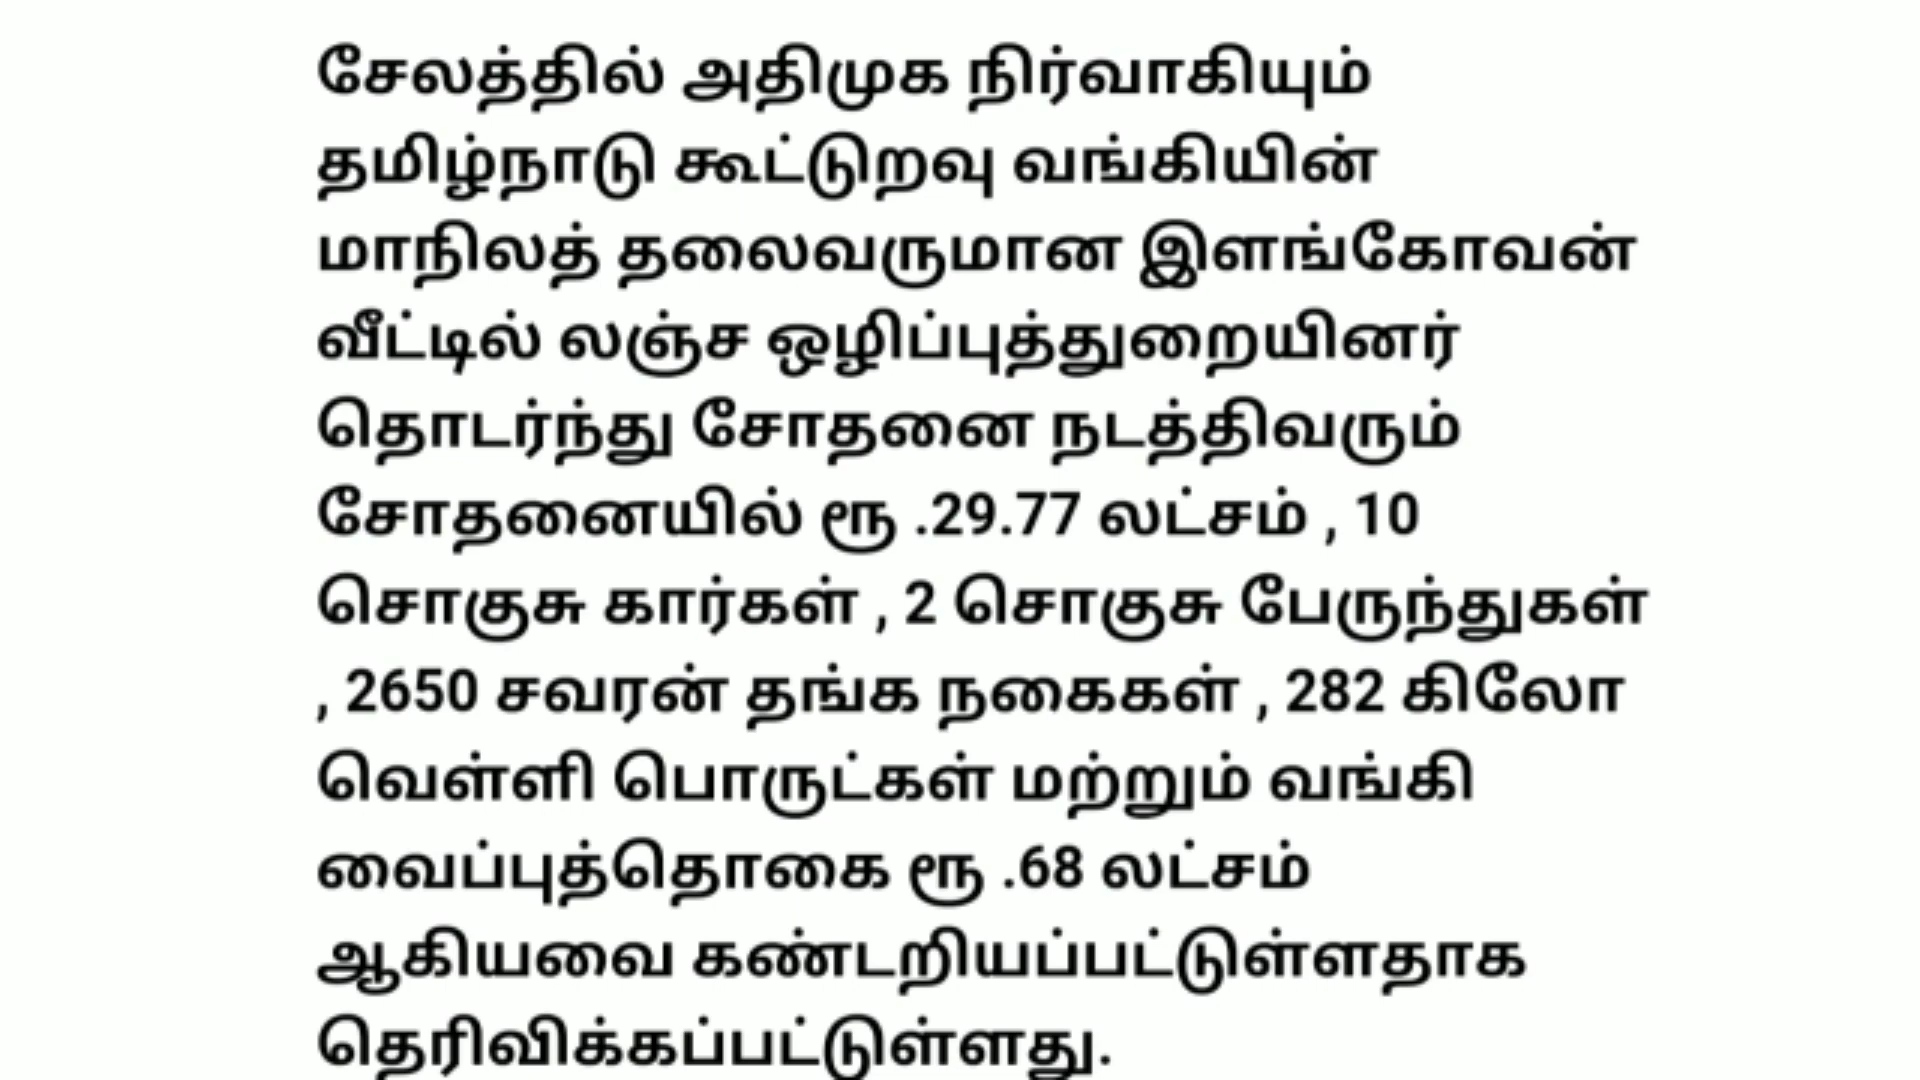 சேலத்தில் அதிமுக நிர்வாகியும்
தமிழ்நாடு கூட்டுறவு வங்கியின்
மாநிலத் தலைவருமான இளங்கோவன்
வீட்டில் லஞ்ச ஒழிப்புத்துறையினர்
தொடர்ந்து சோதனை நடத்திவரும்
சோதனையில் ரூ .29.77 லட்சம் , 10
சொகுசு கார்கள் , 2 சொகுசு பேருந்துகள்
, 2650 சவரன் தங்க நகைகள் , 282 கிலோ
வெள்ளி பொருட்கள் மற்றும் வங்கி
வைப்புத்தொகை ரூ .68 லட்சம்
ஆகியவை கண்டறியப்பட்டுள்ளதாக
தெரிவிக்கப்பட்டுள்ளது.